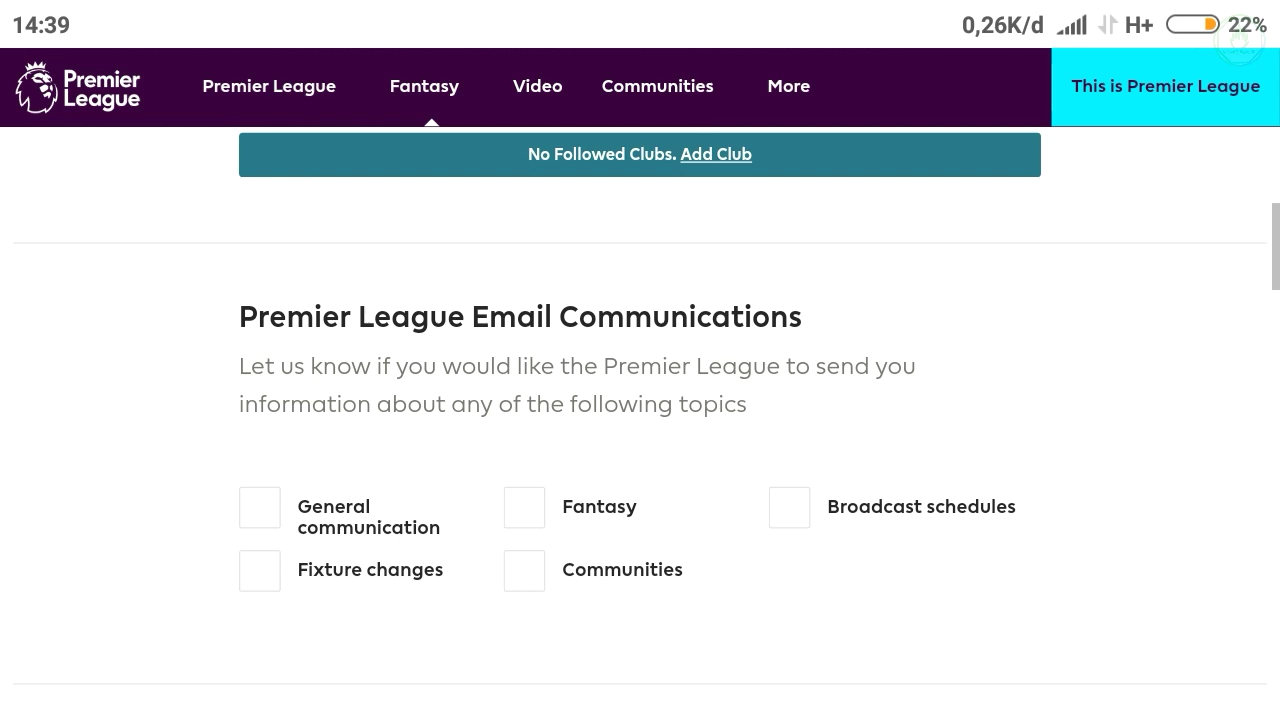 14:39
0,26K/d H+ 22%
Premier
League
Premier League Fantasy Video Communities More This is Premier League
No Followed Clubs. Add Club
Premier League Email Communications
Let us know if you would like the Premier League to send you
information about any of the following topics
General
communication
Fantasy
Broadcast schedules
Fixture changes
Communities